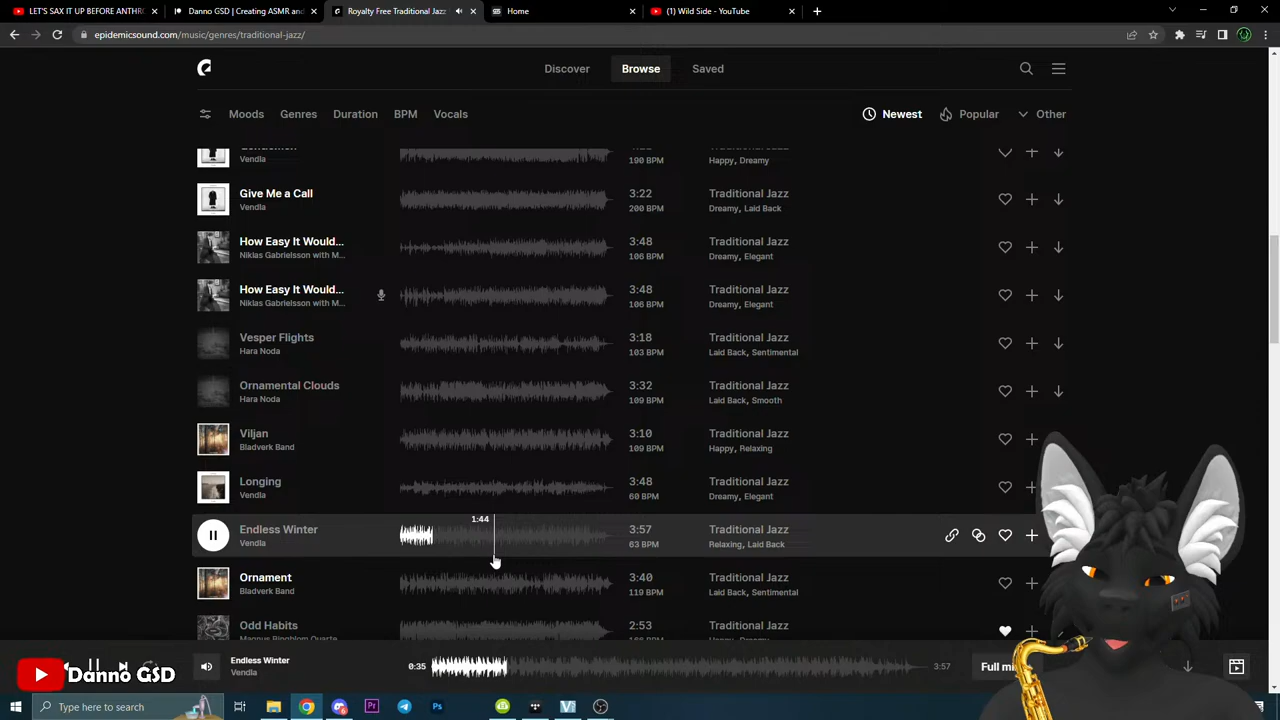 LET'S SAX IT UP BEFORE ANTHR
Danno GSD | Creating ASMR and
Royalty Free Traditional Jazz
Home
(1) Wild Side - YouTube
epidemicsound.com/music/genres/traditional-jazz/
Discover Browse Saved
Moods Genres Duration BPM Vocals Newest Popular Other
Vendla 190 BPM Happy, Dreamy
Give Me a Call 3:22 Traditional Jazz
Vendla 200 BPM Dreamy, Laid Back
How Easy It Would... 3:48 Traditional Jazz
Niklas Gabrielsson with M... 106 BPM Dreamy, Elegant
How Easy It Would... 3:48 Traditional Jazz
Niklas Gabrielsson with M... 106 BPM Dreamy, Elegant
Vesper Flights 3:18 Traditional Jazz
Hara Noda 103 BPM Laid Back, Sentimental
Ornamental Clouds 3:32 Traditional Jazz
Hara Noda 109 BPM Laid Back, Smooth
Viljan 3:10 Traditional Jazz
Bladverk Band 109 BPM Happy, Relaxing
Longing 3:48 Traditional Jazz
Vendla 60 BPM Dreamy, Elegant
1:44
Endless Winter 3:57 Traditional Jazz
Vendla 63 BPM Relaxing, Laid Back
Ornament 3:40 Traditional Jazz
Bladverk Band 119 BPM Laid Back, Sentimental
Odd Habits 2:53 Traditional Jazz
Endless Winter 0:35 3:57 Full
Vendla
Danno GSD
Type here to search